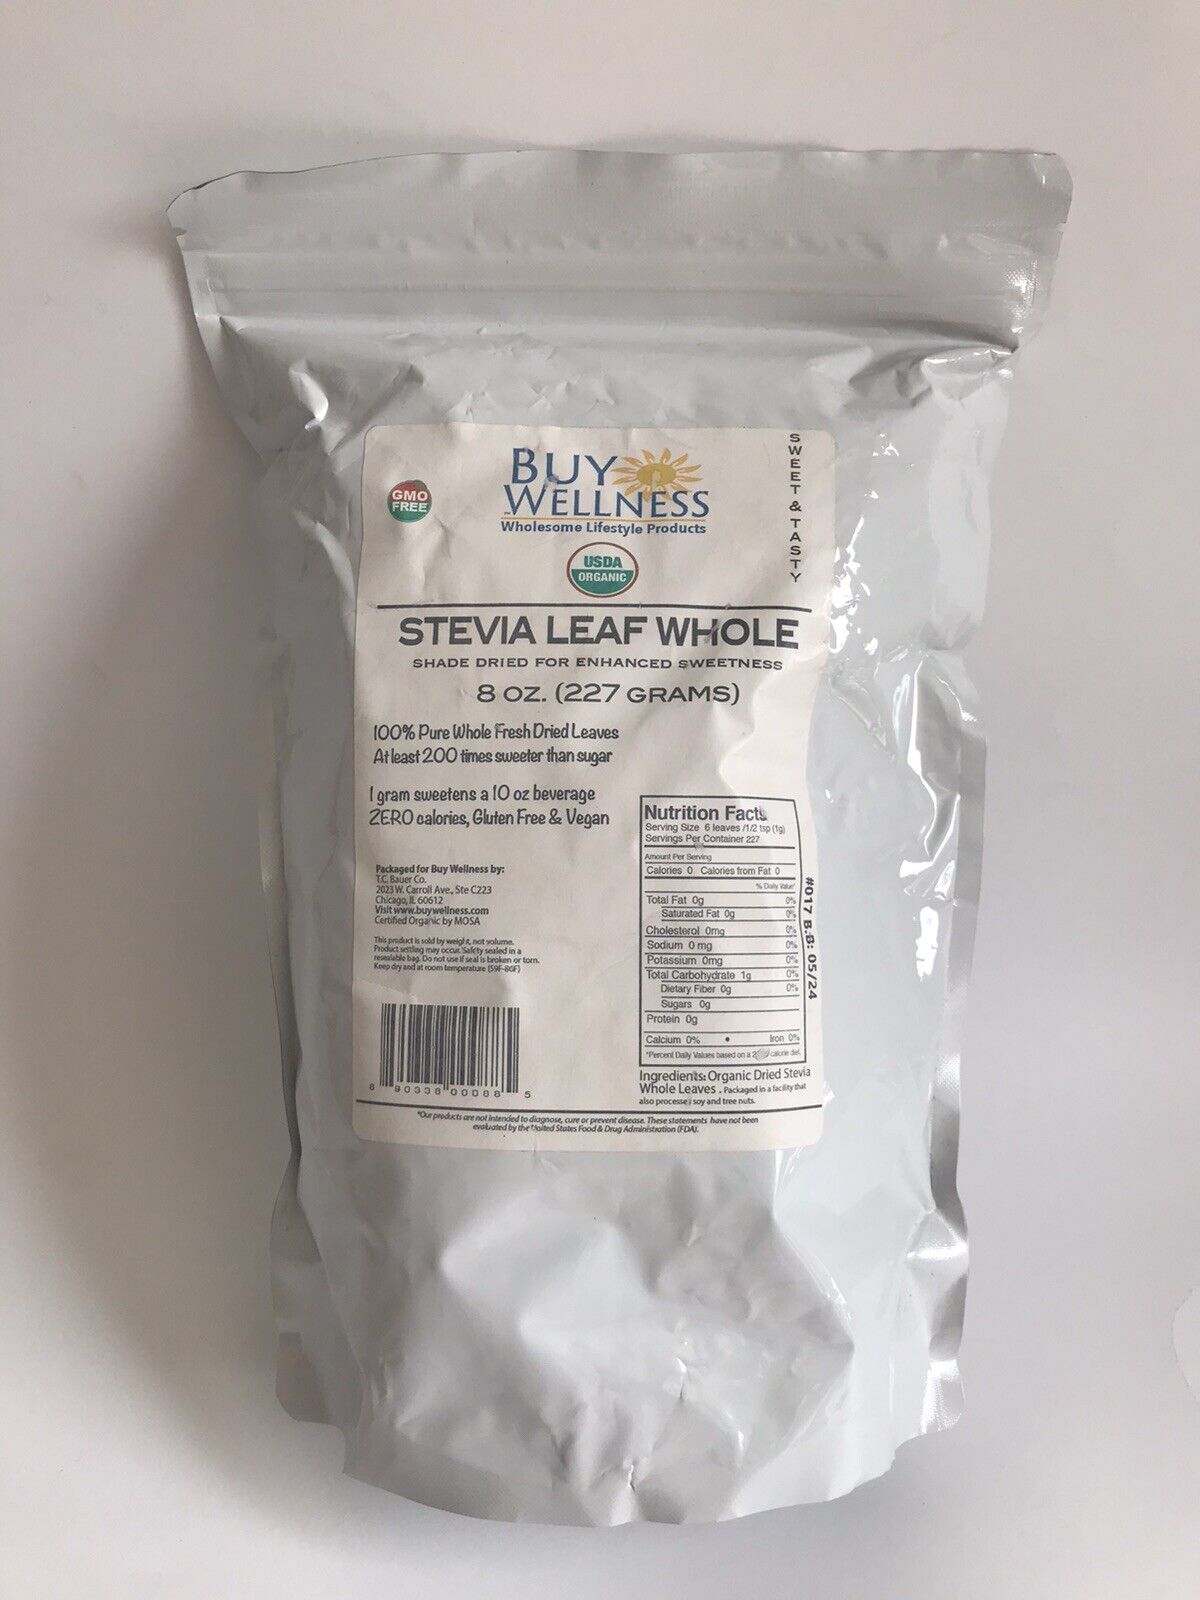 SWEET & TASTY
GMO
FREE
BUY
WELLNESS
Wholesome Lifestyle Products
USDA
ORGANIC
STEVIA LEAF WHOLE
SHADE DRIED FOR ENHANCED SWEETNESS
8 OZ. (227 GRAMS)
100% Pure Whole Fresh Dried Leaves
At least 200 times sweeter than sugar
1 gram sweetens a 10 oz beverage
ZERO calories, Gluten Free & Vegan
Packaged for Buy Wellness by:
T.C. Bauer Co.
2023 W. Carroll Ave., Ste C223
Chicago, IL 60612
Visit www.buywellness.com
Certified Organic by MOSA
This product is sold by weight, not volume.
Product settling may occur. Safety sealed in a
resealable bag. Do not use if seal is broken or torn.
Keep dry and at room temperature (59F-86F)
8 90338 00088 5
Nutrition Facts
Serving Size 6 leaves /1/2 tsp (1g)
Servings Per Container 227
Amount Per Serving
Calories 0 Calories from Fat 0
% Daily Value*
Total Fat 0g 0%
Saturated Fat 0g 0%
Cholesterol 0mg 0%
Sodium 0 mg 0%
Potassium 0mg 0%
Total Carbohydrate 1g 0%
Dietary Fiber 0g 0%
Sugars 0g
Protein 0g
Calcium 0% • Iron 0%
*Percent Daily Values based on a calorie diet.
#017 B.B: 05/24
Ingredients: Organic Dried Stevia
Whole Leaves . Packaged in a facility that
also processes soy and tree nuts.
*Our products are not intended to diagnose, cure or prevent disease. These statements have not been
evaluated by the United States Food & Drug Administration (FDA).